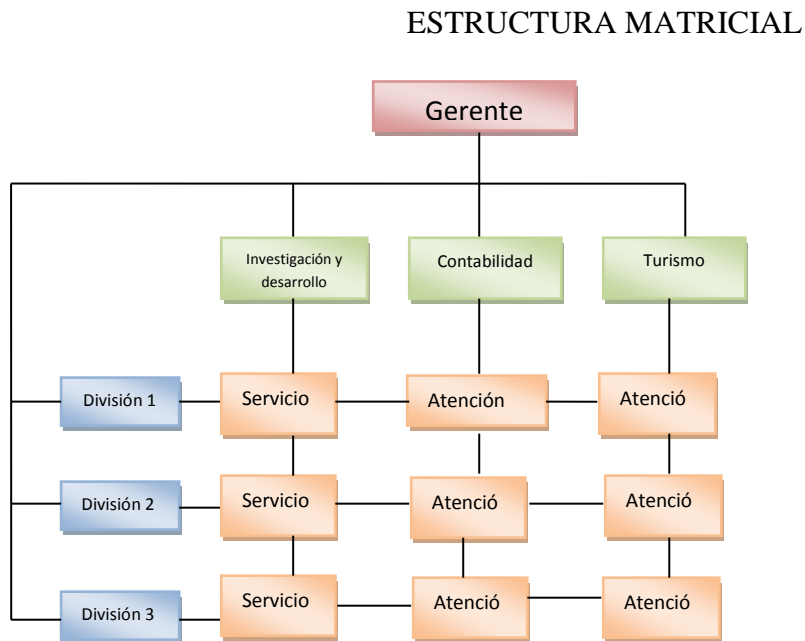 ESTRUCTURA MATRICIAL
Gerente
Investigación y
desarrollo
Contabilidad
Turismo
División 1
Servicio
Atención
Atenció
División 2
Servicio
Atenció
Atenció
División 3
Servicio
Atenció
Atenció